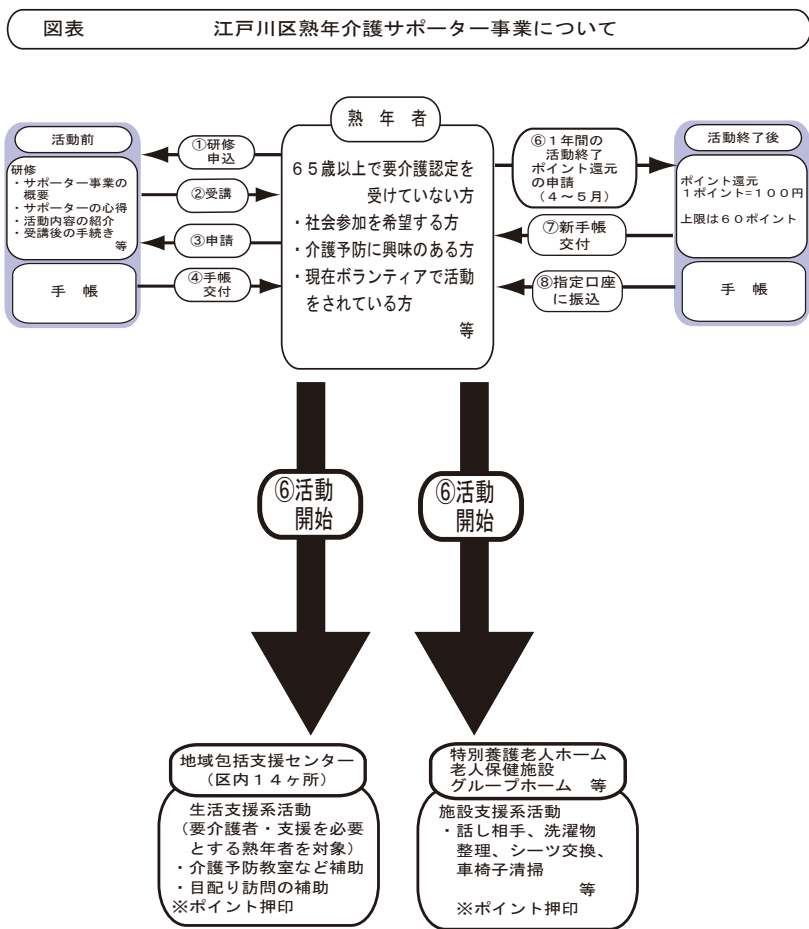 図表 江戸川区熟年介護サポーター事業について
活動前
研修
・サポーター事業の
概要
・サポーターの心得
・活動内容の紹介
・受講後の手続き
等
手 帳
①研修
申込
②受講
③申請
④手帳
交付
熟 年 者
65歳以上で要介護認定を
受けていない方
・社会参加を希望する方
・介護予防に興味のある方
・現在ボランティアで活動
をされている方
等
⑥1年間の
活動終了
ポイント還元
の申請
(4~5月)
⑦新手帳
交付
⑧指定口座
に振込
活動終了後
ポイント還元
1ポイント=100円
上限は60ポイント
手 帳
⑥活動
開始
⑥活動
開始
地域包括支援センター
(区内14ヶ所)
生活支援系活動
(要介護者・支援を必要
とする熟年者を対象)
・介護予防教室など補助
・目配り訪問の補助
※ポイント押印
特別養護老人ホーム
老人保健施設
グループホーム 等
施設支援系活動
・話し相手、洗濯物
整理、シーツ交換、
車椅子清掃
等
※ポイント押印